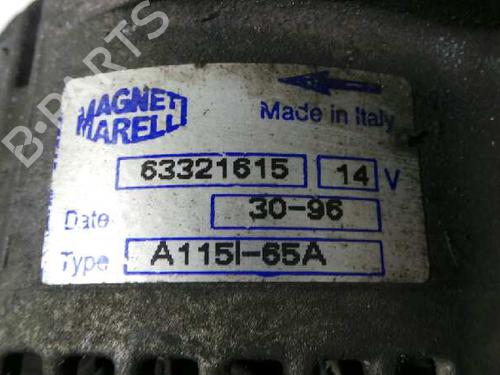 MAGNETI
MARELLI
Made in Italy
63321615 14 V
Date 30-96
Type A115I-65A
B-PARTS